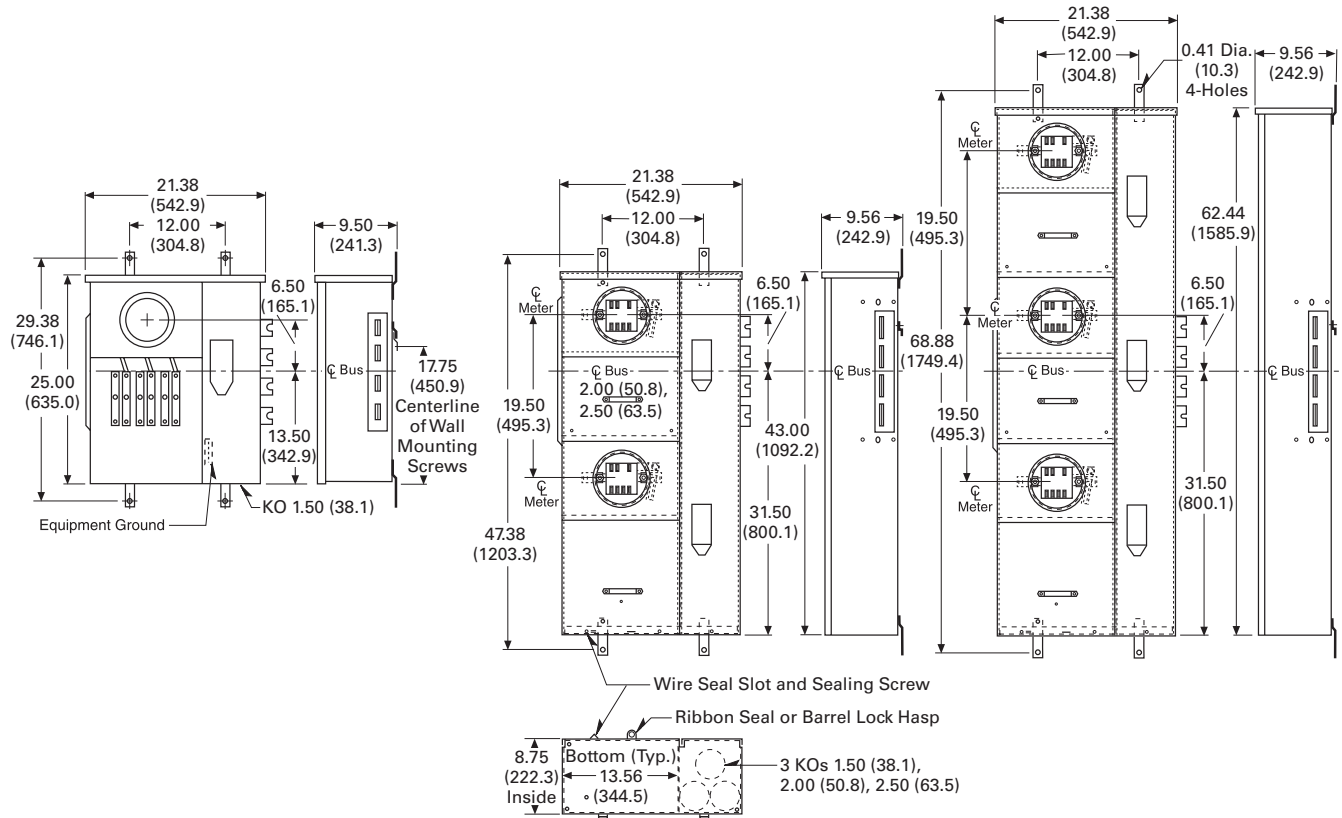 21.38
(542.9)
12.00
(304.8)
29.38
(746.1)
25.00
(635.0)
6.50
(165.1)
13.50
(342.9)
KO 1.50 (38.1)
Equipment Ground
9.50
(241.3)
℄ Bus
17.75
(450.9)
Centerline
of Wall
Mounting
Screws
21.38
(542.9)
12.00
(304.8)
℄
Meter
6.50
(165.1)
℄ Bus
2.00 (50.8),
2.50 (63.5)
19.50
(495.3)
47.38
(1203.3)
43.00
(1092.2)
31.50
(800.1)
9.56
(242.9)
℄ Bus
21.38
(542.9)
12.00
(304.8)
0.41 Dia.
(10.3)
4-Holes
9.56
(242.9)
℄
Meter
19.50
(495.3)
℄
Meter
68.88
(1749.4)
62.44
(1585.9)
6.50
(165.1)
℄ Bus
℄ Bus
19.50
(495.3)
℄
Meter
31.50
(800.1)
Wire Seal Slot and Sealing Screw
Ribbon Seal or Barrel Lock Hasp
8.75
(222.3)
Inside
Bottom (Typ.)
13.56
(344.5)
3 KOs 1.50 (38.1),
2.00 (50.8), 2.50 (63.5)